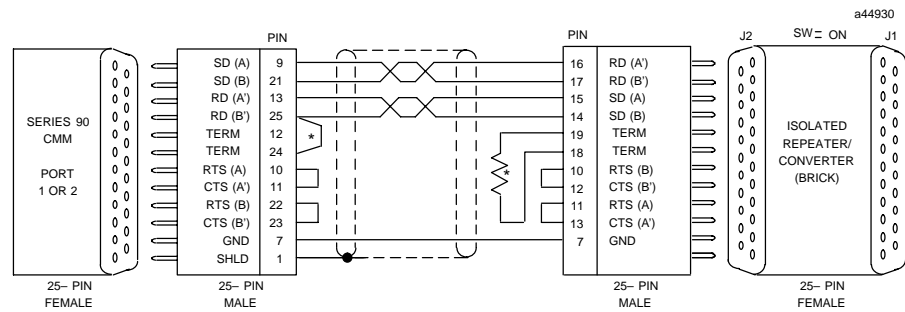 a44930
PIN
PIN
J2
SW = ON
J1
SD (A) 9
SD (B) 21
RD (A') 13
RD (B') 25
TERM 12
TERM 24
RTS (A) 10
CTS (A') 11
RTS (B) 22
CTS (B') 23
GND 7
SHLD 1
*
*
16 RD (A')
17 RD (B')
15 SD (A)
14 SD (B)
19 TERM
18 TERM
10 RTS (B)
12 CTS (B')
11 RTS (A)
13 CTS (A')
7 GND
SERIES 90
CMM
PORT
1 OR 2
ISOLATED
REPEATER/
CONVERTER
(BRICK)
25– PIN
FEMALE
25– PIN
MALE
25– PIN
MALE
25– PIN
FEMALE